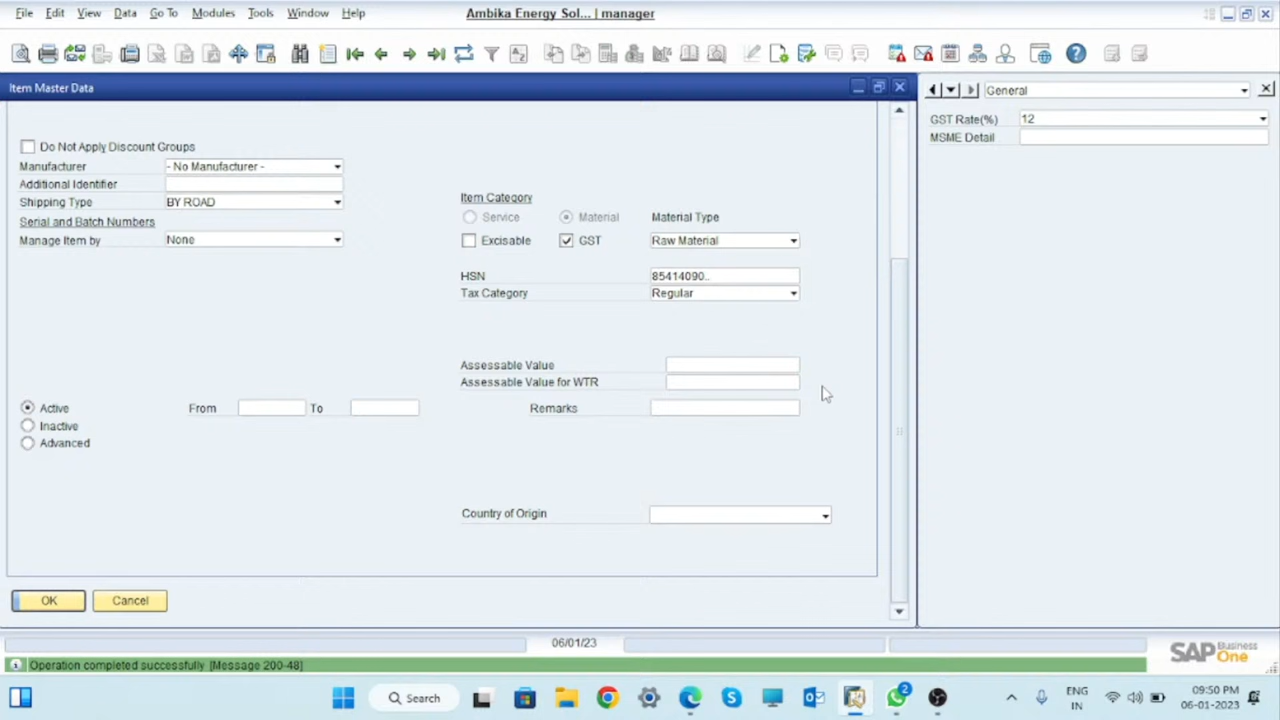 File Edit View Data Go To Modules Tools Window Help Ambika Energy Sol... | manager
Item Master Data
General
GST Rate(%) 12
MSME Detail
Do Not Apply Discount Groups
Manufacturer - No Manufacturer -
Additional Identifier
Shipping Type BY ROAD
Item Category
Serial and Batch Numbers
Service Material Material Type
Manage Item by None
Excisable GST Raw Material
HSN 85414090..
Tax Category Regular
Assessable Value
Assessable Value for WTR
Active From To Remarks
Inactive
Advanced
Country of Origin
OK Cancel
06/01/23
SAP Business One
Operation completed successfully [Message 200-48]
Search
2
ENG
IN
09:50 PM
06-01-2023